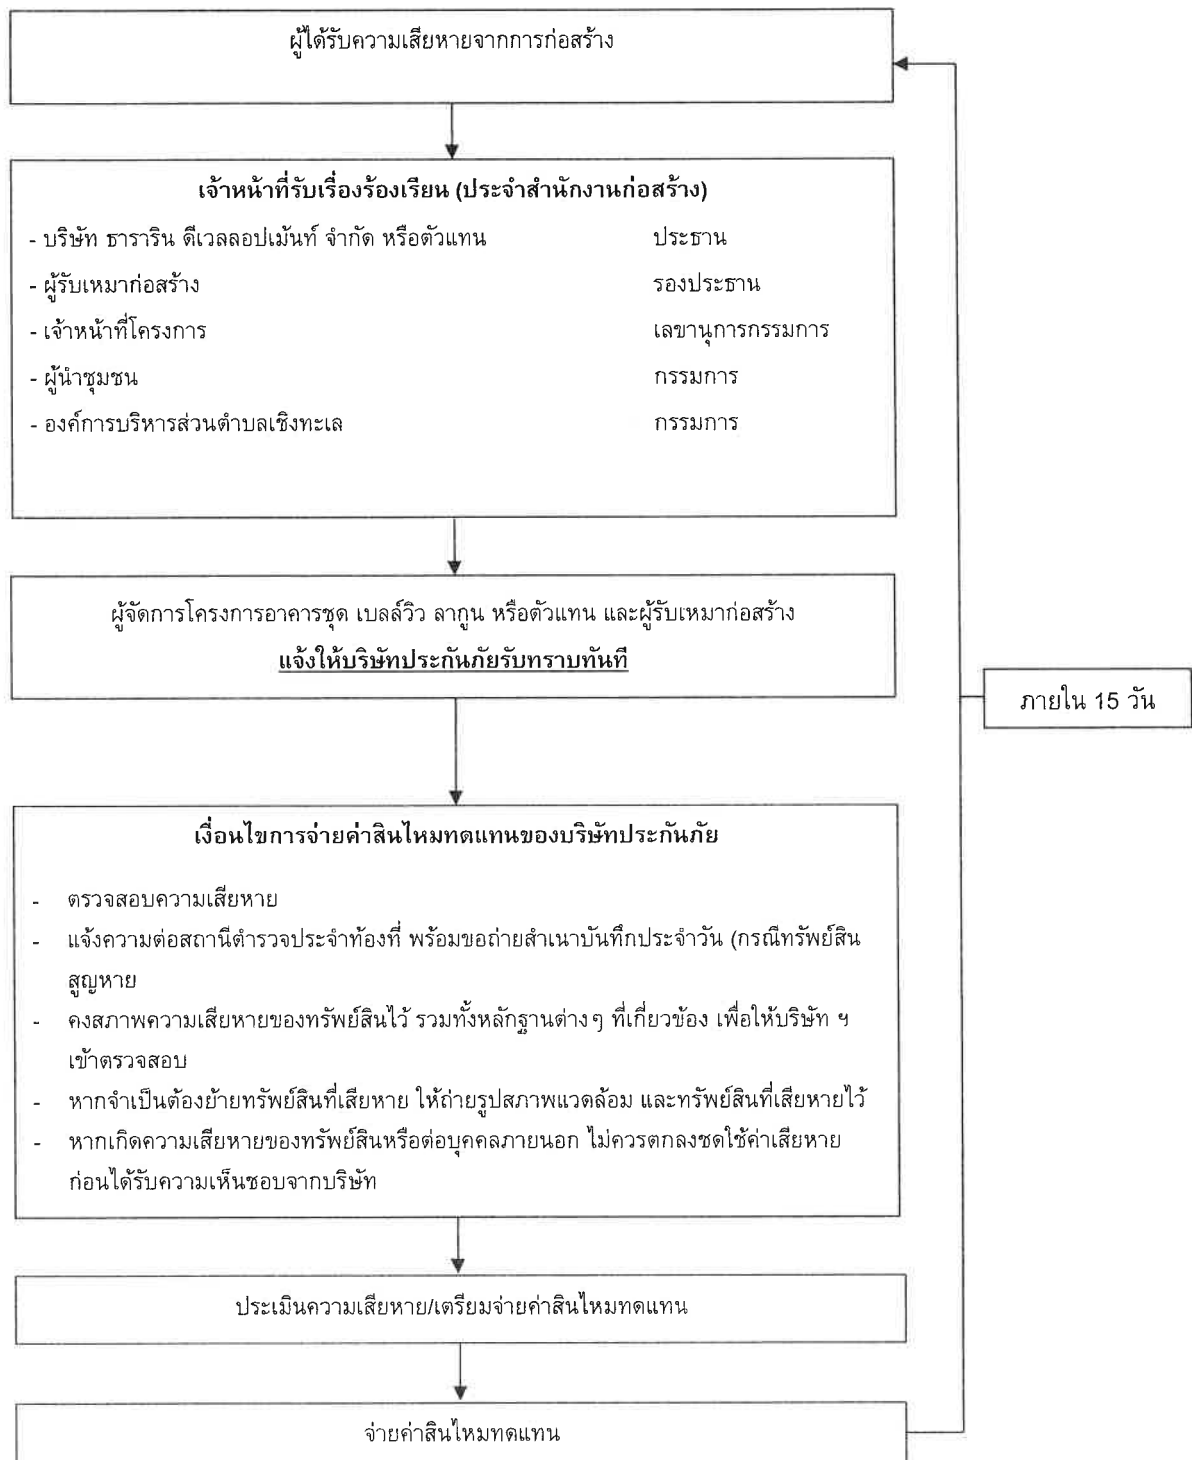 ผู้ได้รับความเสียหายจากการก่อสร้าง
เจ้าหน้าที่รับเรื่องร้องเรียน (ประจำสำนักงานก่อสร้าง)
- บริษัท ธาราริน ดีเวลลอปเม้นท์ จำกัด หรือตัวแทน ประธาน
- ผู้รับเหมาก่อสร้าง รองประธาน
- เจ้าหน้าที่โครงการ เลขานุการกรรมการ
- ผู้นำชุมชน กรรมการ
- องค์การบริหารส่วนตำบลเชิงทะเล กรรมการ
ผู้จัดการโครงการอาคารชุด เบลล์วิว ลากูน หรือตัวแทน และผู้รับเหมาก่อสร้าง
แจ้งให้บริษัทประกันภัยรับทราบทันที
ภายใน 15 วัน
เงื่อนไขการจ่ายค่าสินไหมทดแทนของบริษัทประกันภัย
- ตรวจสอบความเสียหาย
- แจ้งความต่อสถานีตำรวจประจำท้องที่ พร้อมขอถ่ายสำเนาบันทึกประจำวัน (กรณีทรัพย์สิน
สูญหาย
- คงสภาพความเสียหายของทรัพย์สินไว้ รวมทั้งหลักฐานต่างๆ ที่เกี่ยวข้อง เพื่อให้บริษัท ฯ
เข้าตรวจสอบ
- หากจำเป็นต้องย้ายทรัพย์สินที่เสียหาย ให้ถ่ายรูปสภาพแวดล้อม และทรัพย์สินที่เสียหายไว้
- หากเกิดความเสียหายของทรัพย์สินหรือต่อบุคคลภายนอก ไม่ควรตกลงชดใช้ค่าเสียหาย
ก่อนได้รับความเห็นชอบจากบริษัท
ประเมินความเสียหาย/เตรียมจ่ายค่าสินไหมทดแทน
จ่ายค่าสินไหมทดแทน